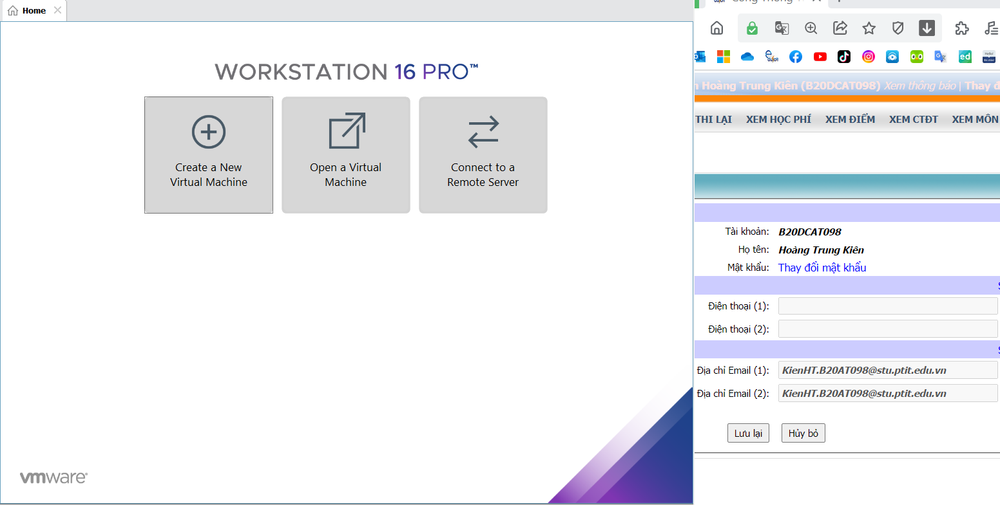 Home
WORKSTATION 16 PRO™
Create a New
Virtual Machine
Open a Virtual
Machine
Connect to a
Remote Server
vmware
Hoàng Trung Kiên (B20DCAT098) Xem thông báo | Thay đ
THI LẠI XEM HỌC PHÍ XEM ĐIỂM XEM CTĐT XEM MÔN
Tài khoản: B20DCAT098
Họ tên: Hoàng Trung Kiên
Mật khẩu: Thay đổi mật khẩu
Điện thoại (1):
Điện thoại (2):
Địa chỉ Email (1): KienHT.B20AT098@stu.ptit.edu.vn
Địa chỉ Email (2): KienHT.B20AT098@stu.ptit.edu.vn
Lưu lại Hủy bỏ